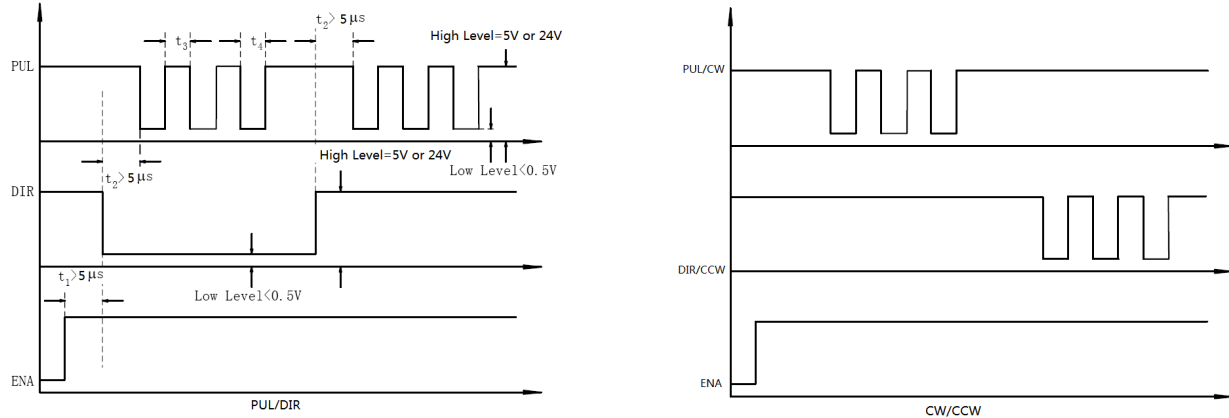 t₂>5 μs
High Level=5V or 24V
t₃
t₄
PUL
High Level=5V or 24V
Low Level<0.5V
t₂>5 μs
DIR
t₁>5μs
Low Level<0.5V
ENA
PUL/DIR
PUL/CW
DIR/CCW
ENA
CW/CCW